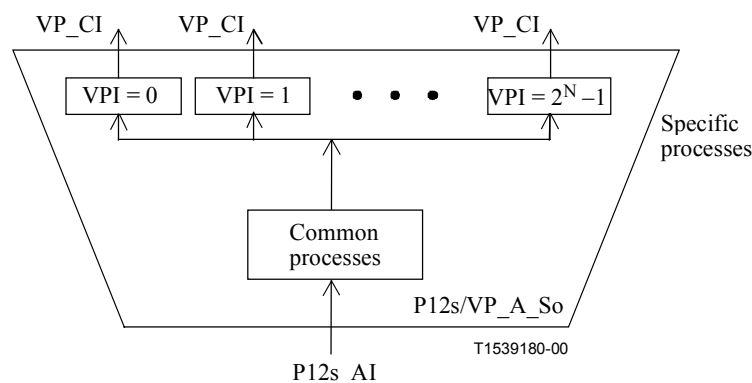 VP_CI VP_CI VP_CI
VPI = 0 VPI = 1 • • • VPI = 2^N –1
Specific
processes
Common
processes
P12s/VP_A_So
T1539180-00
P12s_AI